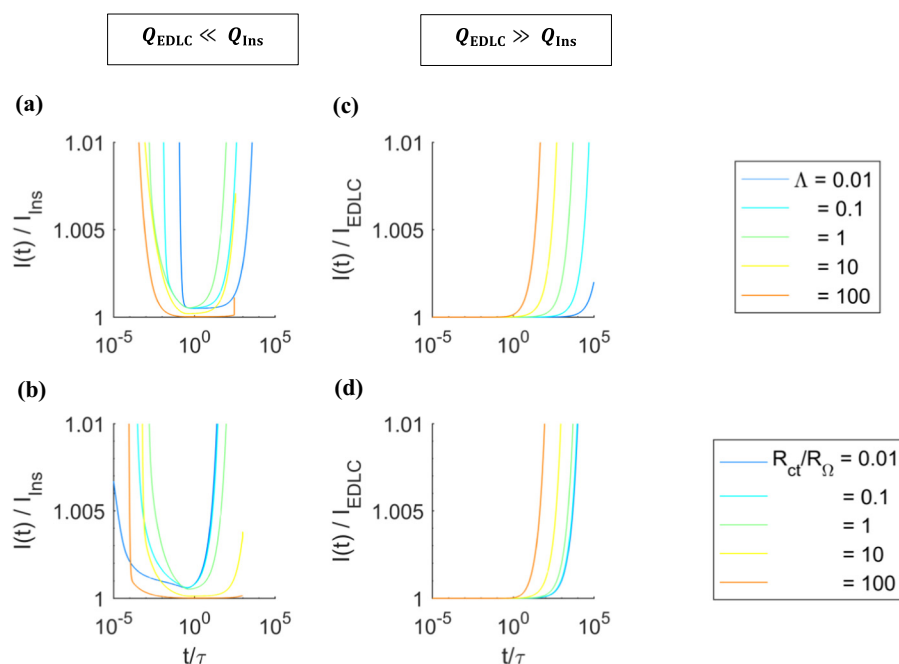 Q_EDLC ≪ Q_Ins
Q_EDLC ≫ Q_Ins
(a)
(c)
1.01
1.005
1
I(t) / I_Ins
10^-5
10^0
10^5
1.01
1.005
1
I(t) / I_EDLC
10^-5
10^0
10^5
Λ = 0.01
= 0.1
= 1
= 10
= 100
(b)
(d)
1.01
1.005
1
I(t) / I_Ins
10^-5
10^0
10^5
t/τ
1.01
1.005
1
I(t) / I_EDLC
10^-5
10^0
10^5
t/τ
R_ct/R_Ω = 0.01
= 0.1
= 1
= 10
= 100